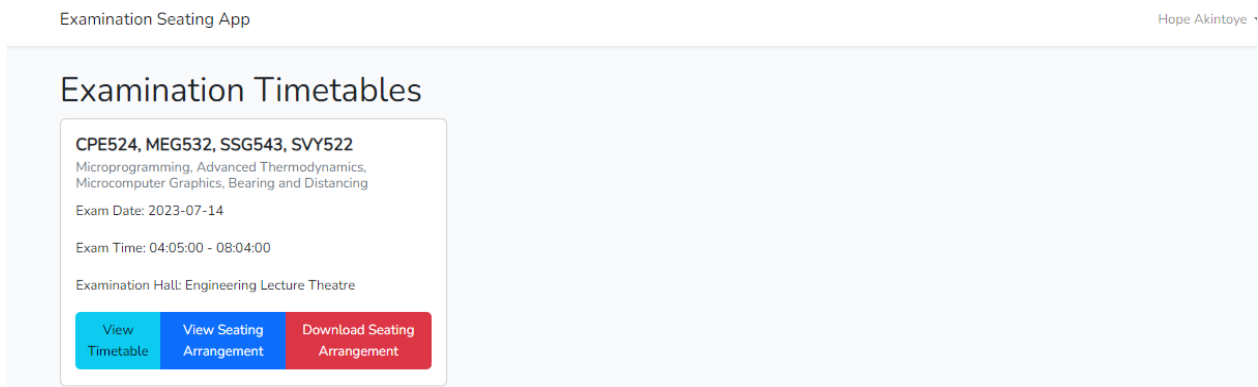 Examination Seating App
Hope Akintoye
Examination Timetables
CPE524, MEG532, SSG543, SVY522
Microprogramming, Advanced Thermodynamics,
Microcomputer Graphics, Bearing and Distancing
Exam Date: 2023-07-14
Exam Time: 04:05:00 - 08:04:00
Examination Hall: Engineering Lecture Theatre
View
Timetable
View Seating
Arrangement
Download Seating
Arrangement